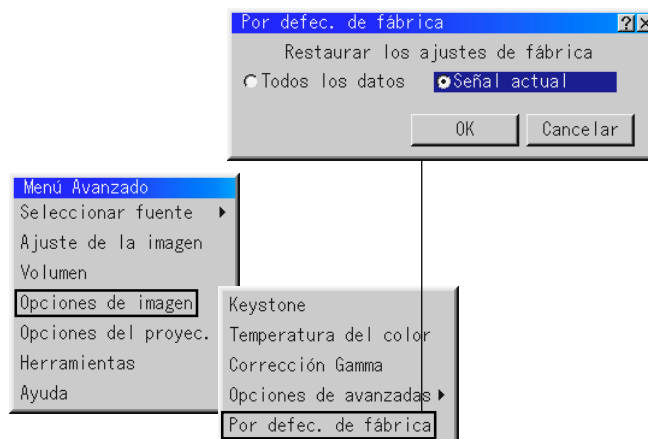 Por defec. de fábrica ? ×
Restaurar los ajustes de fábrica
Todos los datos Señal actual
OK Cancelar
Menú Avanzado
Seleccionar fuente
Ajuste de la imagen
Volumen
Opciones de imagen
Opciones del proyec.
Herramientas
Ayuda
Keystone
Temperatura del color
Corrección Gamma
Opciones de avanzadas
Por defec. de fábrica